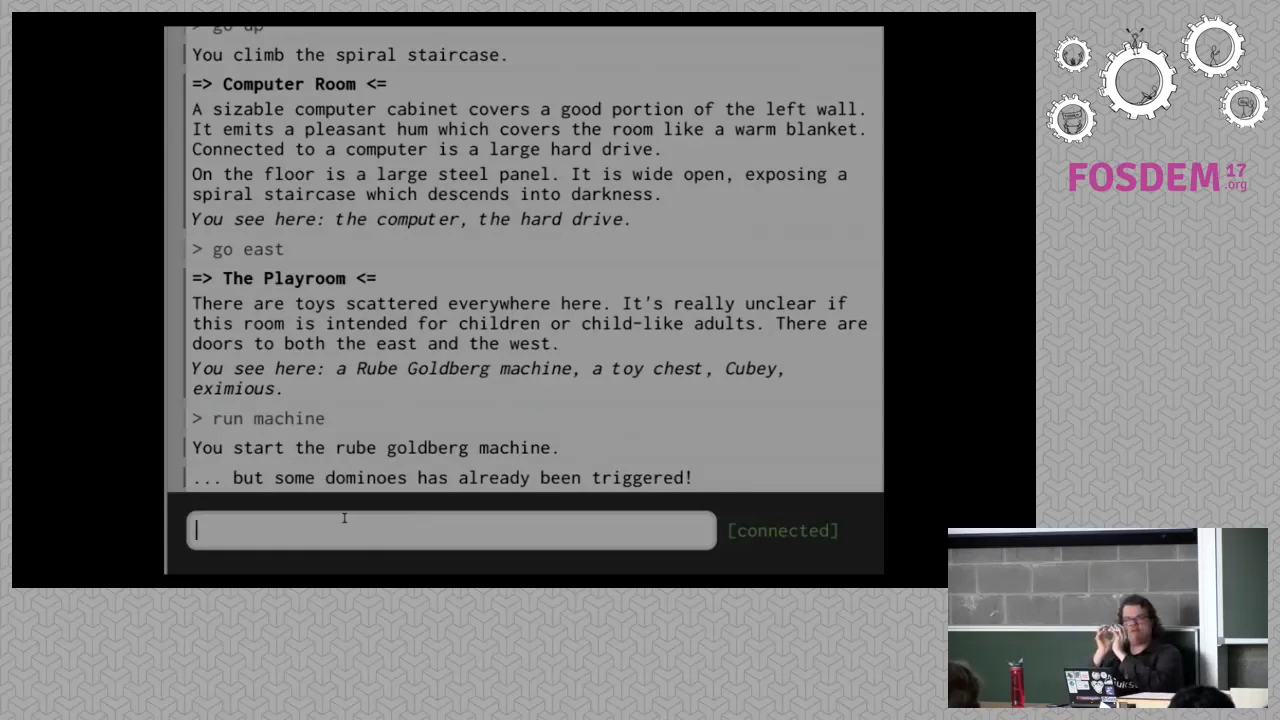 > go up
You climb the spiral staircase.
=> Computer Room <=
A sizable computer cabinet covers a good portion of the left wall.
It emits a pleasant hum which covers the room like a warm blanket.
Connected to a computer is a large hard drive.
On the floor is a large steel panel. It is wide open, exposing a
spiral staircase which descends into darkness.
You see here: the computer, the hard drive.
> go east
=> The Playroom <=
There are toys scattered everywhere here. It's really unclear if
this room is intended for children or child-like adults. There are
doors to both the east and the west.
You see here: a Rube Goldberg machine, a toy chest, Cubey,
eximious.
> run machine
You start the rube goldberg machine.
... but some dominoes has already been triggered!
[connected]
FOSDEM 17
.org